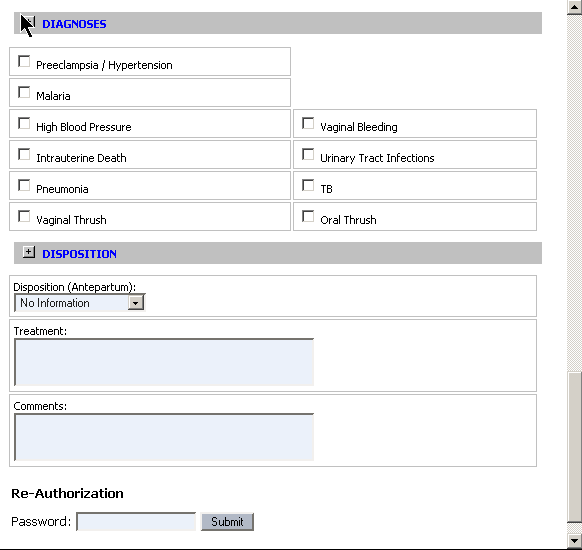 DIAGNOSES
Preeclampsia / Hypertension
Malaria
High Blood Pressure
Vaginal Bleeding
Intrauterine Death
Urinary Tract Infections
Pneumonia
TB
Vaginal Thrush
Oral Thrush
+ DISPOSITION
Disposition (Antepartum):
No Information
Treatment:
Comments:
Re-Authorization
Password: Submit